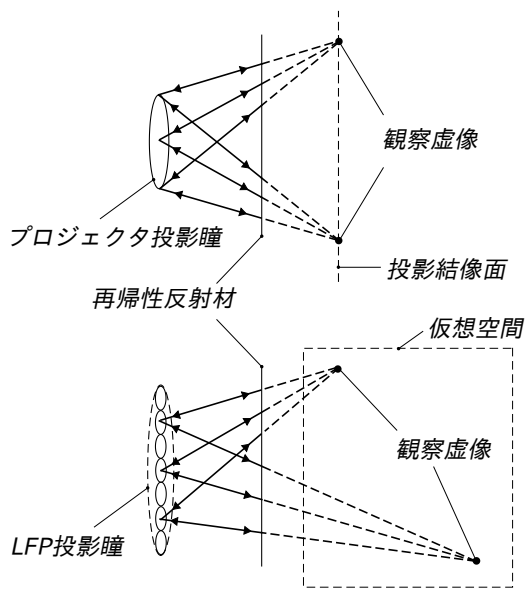 観察虚像
プロジェクタ投影瞳
投影結像面
再帰性反射材
仮想空間
観察虚像
LFP投影瞳